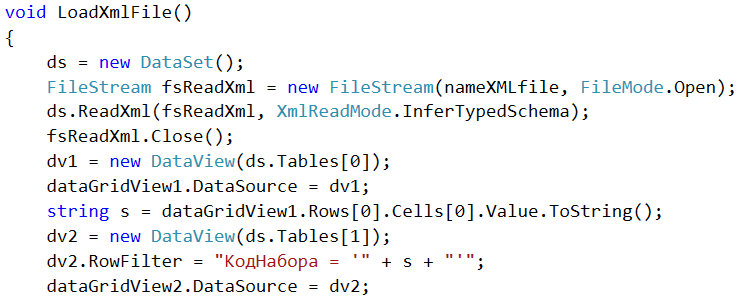 void LoadXmlFile()
{
ds = new DataSet();
FileStream fsReadXml = new FileStream(nameXMLfile, FileMode.Open);
ds.ReadXml(fsReadXml, XmlReadMode.InferTypedSchema);
fsReadXml.Close();
dv1 = new DataView(ds.Tables[0]);
dataGridView1.DataSource = dv1;
string s = dataGridView1.Rows[0].Cells[0].Value.ToString();
dv2 = new DataView(ds.Tables[1]);
dv2.RowFilter = "КодНабора = '" + s + "'";
dataGridView2.DataSource = dv2;